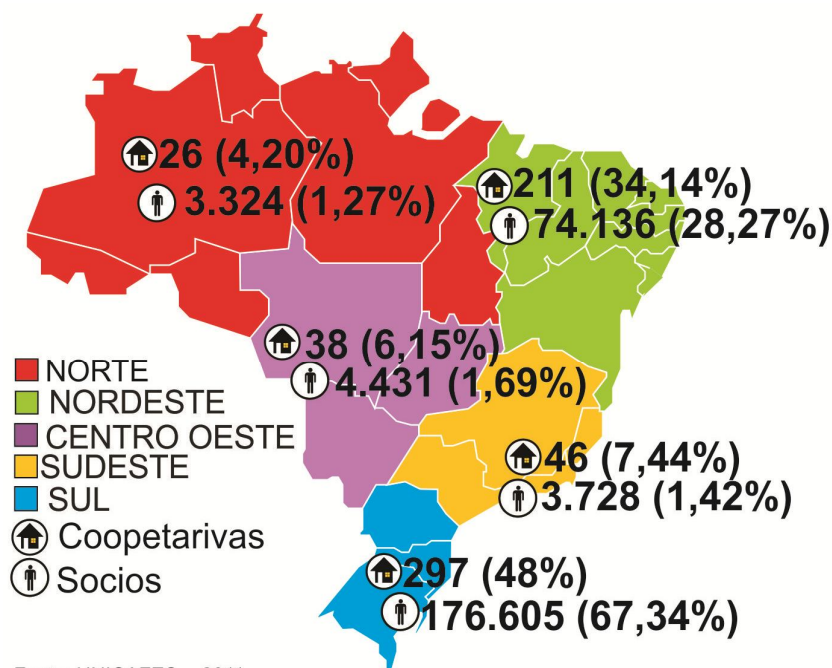 26 (4,20%)
3.324 (1,27%)
211 (34,14%)
74.136 (28,27%)
38 (6,15%)
4.431 (1,69%)
46 (7,44%)
3.728 (1,42%)
297 (48%)
176.605 (67,34%)
NORTE
NORDESTE
CENTRO OESTE
SUDESTE
SUL
Coopetarivas
Socios